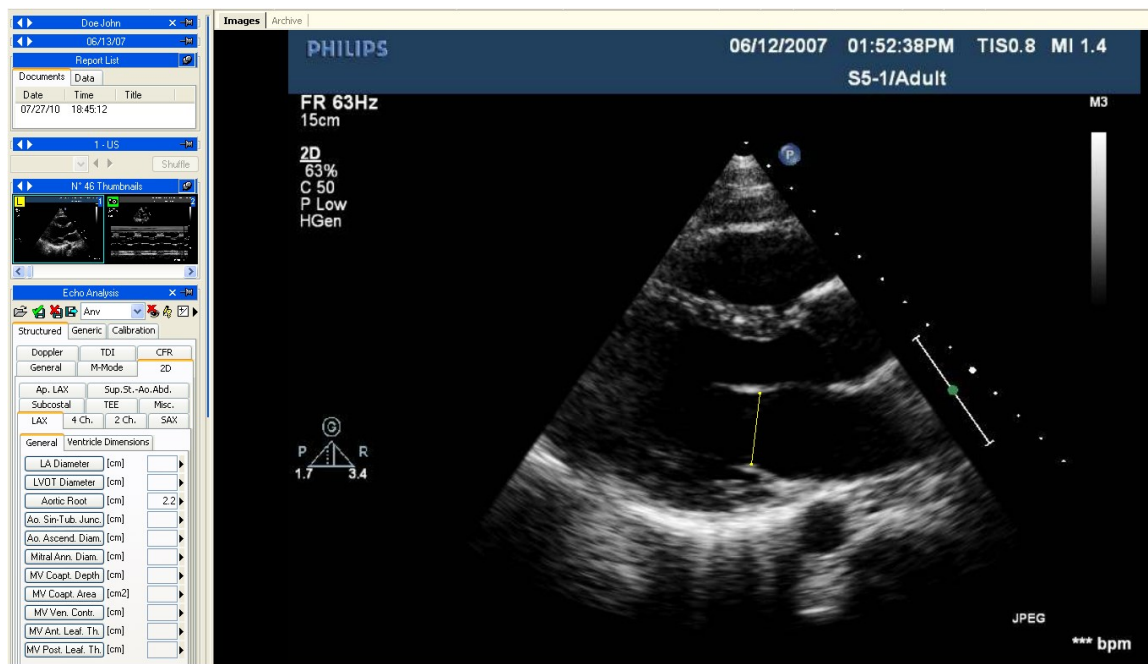 Doe John
06/13/07
Report List
Documents Data
Date Time Title
07/27/10 18:45:12
1 - US
Shuffle
N° 46 Thumbnails
L
1
2
Echo Analysis
Any
Structured Generic Calibration
Doppler TDI CFR
General M-Mode 2D
Ap. LAX Sup.St.-Ao.Abd.
Subcostal TEE Misc.
LAX 4 Ch. 2 Ch. SAX
General Ventricle Dimensions
LA Diameter [cm]
LVOT Diameter [cm]
Aortic Root [cm] 2.2
Ao. Sin-Tub. Junc. [cm]
Ao. Ascend. Diam. [cm]
Mitral Ann. Diam. [cm]
MV Coapt. Depth [cm]
MV Coapt. Area [cm2]
MV Ven. Contr. [cm]
MV Ant. Leaf. Th. [cm]
MV Post. Leaf. Th. [cm]
Images Archive
PHILIPS 06/12/2007 01:52:38PM TIS0.8 MI 1.4
S5-1/Adult
FR 63Hz
15cm
M3
2D
63%
C 50
P Low
HGen
P
G
P R
1.7 3.4
JPEG
*** bpm